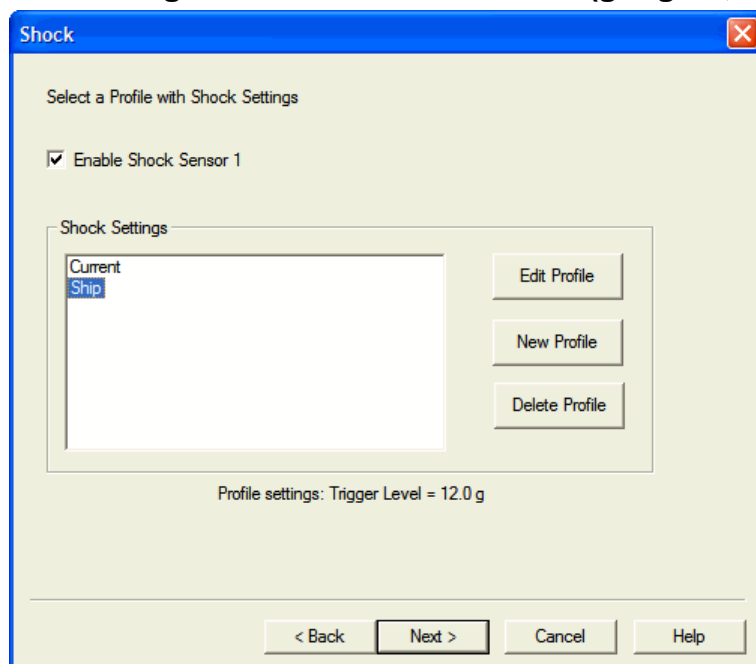 Shock
Select a Profile with Shock Settings
Enable Shock Sensor 1
Shock Settings
Current
Ship
Edit Profile
New Profile
Delete Profile
Profile settings: Trigger Level = 12.0 g
< Back
Next >
Cancel
Help